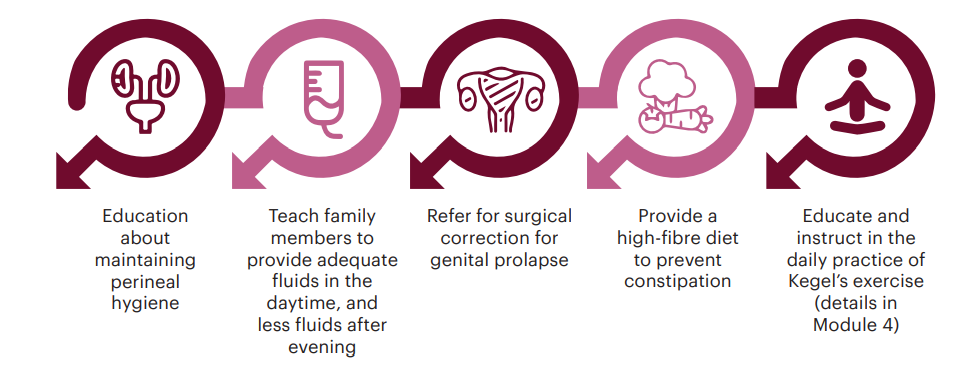 Education
about
maintaining
perineal
hygiene
Teach family
members to
provide adequate
fluids in the
daytime, and
less fluids after
evening
Refer for surgical
correction for
genital prolapse
Provide a
high-fibre diet
to prevent
constipation
Educate and
instruct in the
daily practice of
Kegel’s exercise
(details in
Module 4)